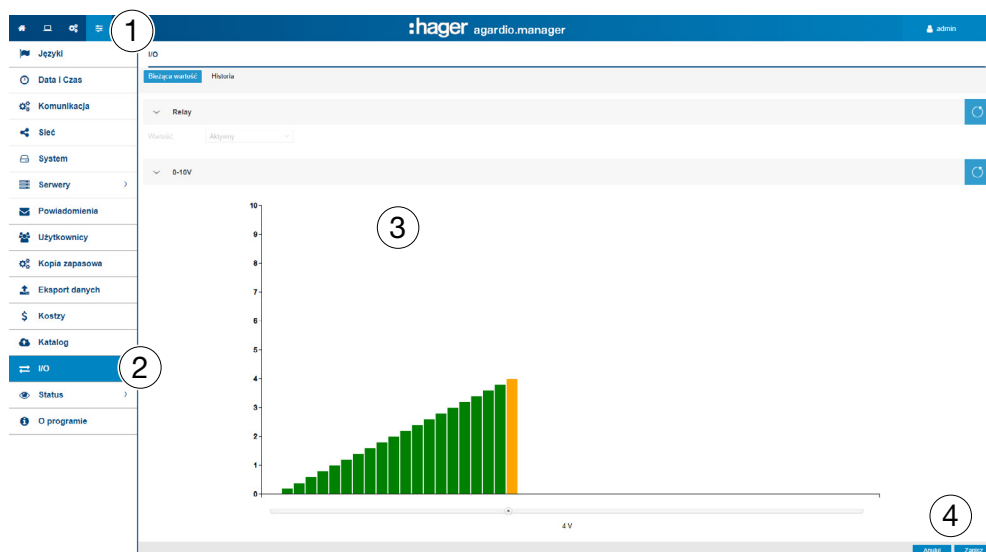 1
:hager agardio.manager
admin
Języki
Data i Czas
Komunikacja
Sieć
System
Serwery
Powiadomienia
Użytkownicy
Kopia zapasowa
Eksport danych
Kostzy
Katalog
I/O
2
Status
O programie
I/O
Bieżąca wartość Historia
Relay
Wartość Aktywny
0-10V
3
10
9
8
7
6
5
4
3
2
1
0
4 V
4
Anuluj Zapisz